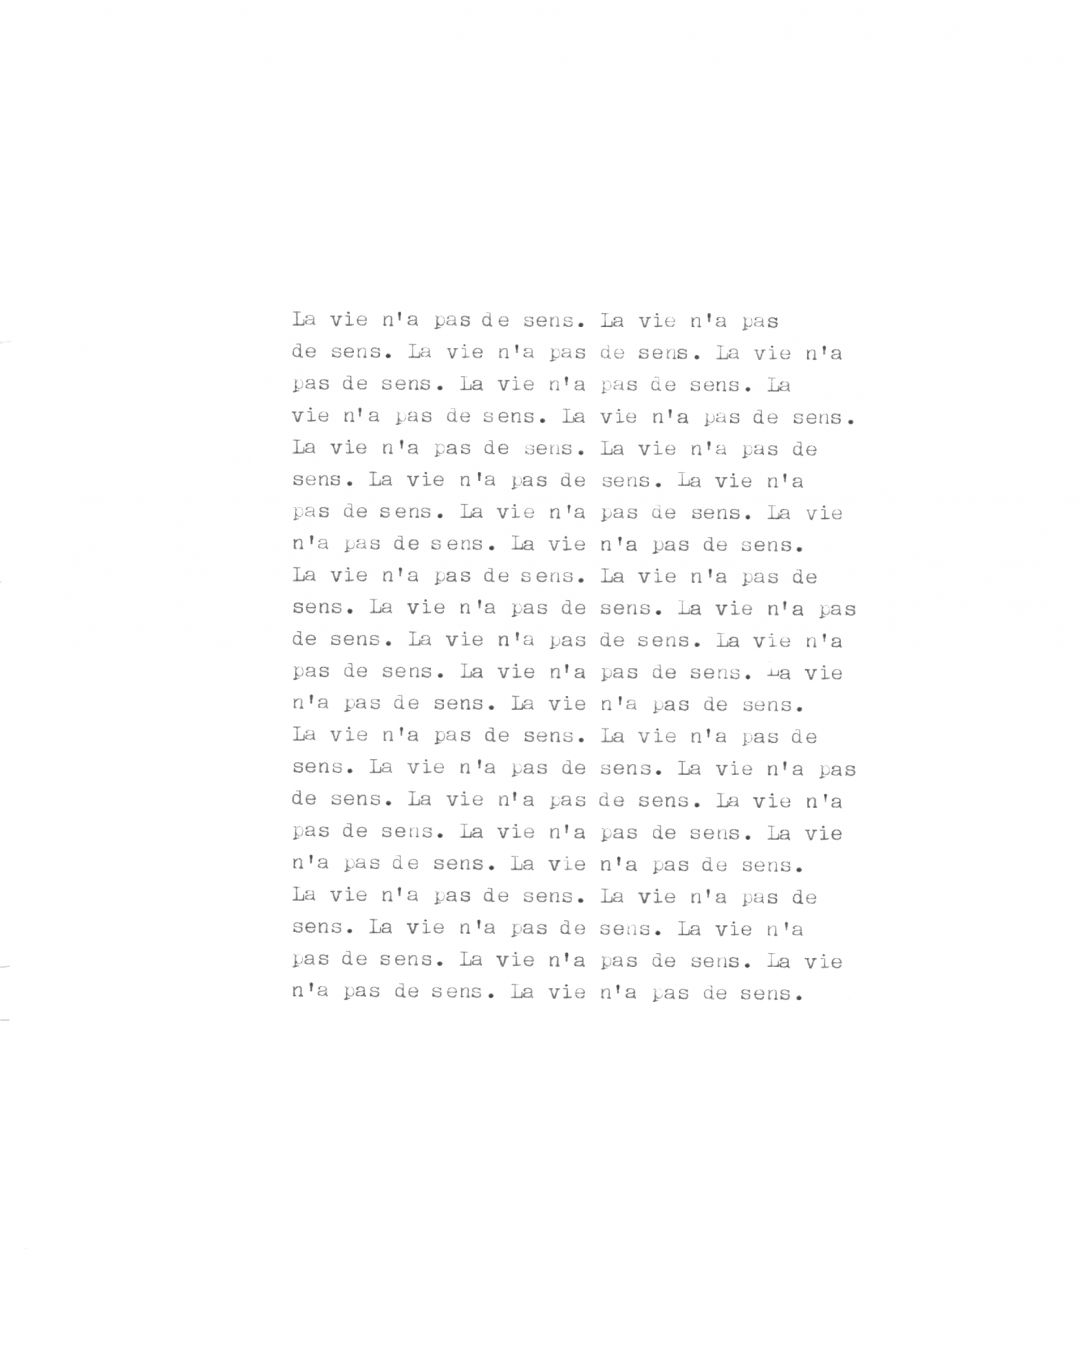 La vie n'a pas de sens. La vie n'a pas
de sens. La vie n'a pas de sens. La vie n'a
pas de sens. La vie n'a pas de sens. La
vie n'a pas de sens. La vie n'a pas de sens.
La vie n'a pas de sens. La vie n'a pas de
sens. La vie n'a pas de sens. La vie n'a
pas de sens. La vie n'a pas de sens. La vie
n'a pas de sens. La vie n'a pas de sens.
La vie n'a pas de sens. La vie n'a pas de
sens. La vie n'a pas de sens. La vie n'a pas
de sens. La vie n'a pas de sens. La vie n'a
pas de sens. La vie n'a pas de sens. La vie
n'a pas de sens. La vie n'a pas de sens.
La vie n'a pas de sens. La vie n'a pas de
sens. La vie n'a pas de sens. La vie n'a pas
de sens. La vie n'a pas de sens. La vie n'a
pas de sens. La vie n'a pas de sens. La vie
n'a pas de sens. La vie n'a pas de sens.
La vie n'a pas de sens. La vie n'a pas de
sens. La vie n'a pas de sens. La vie n'a
pas de sens. La vie n'a pas de sens. La vie
n'a pas de sens. La vie n'a pas de sens.